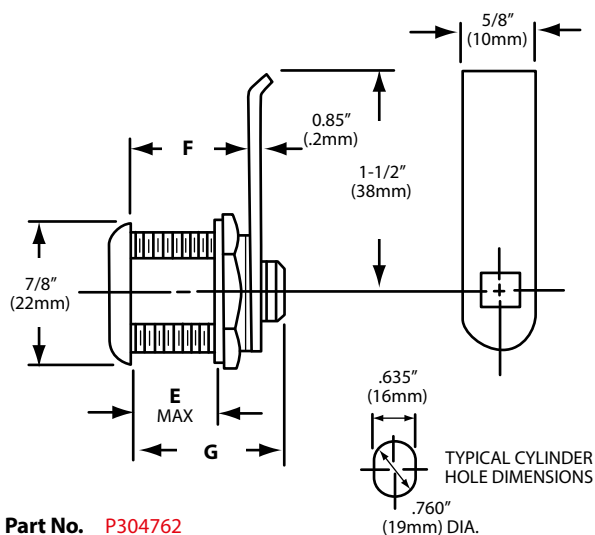 5/8"
(10mm)
F
0.85"
(.2mm)
1-1/2"
(38mm)
7/8"
(22mm)
E
MAX
G
.635"
(16mm)
TYPICAL CYLINDER
HOLE DIMENSIONS
.760"
(19mm) DIA.
Part No. P304762